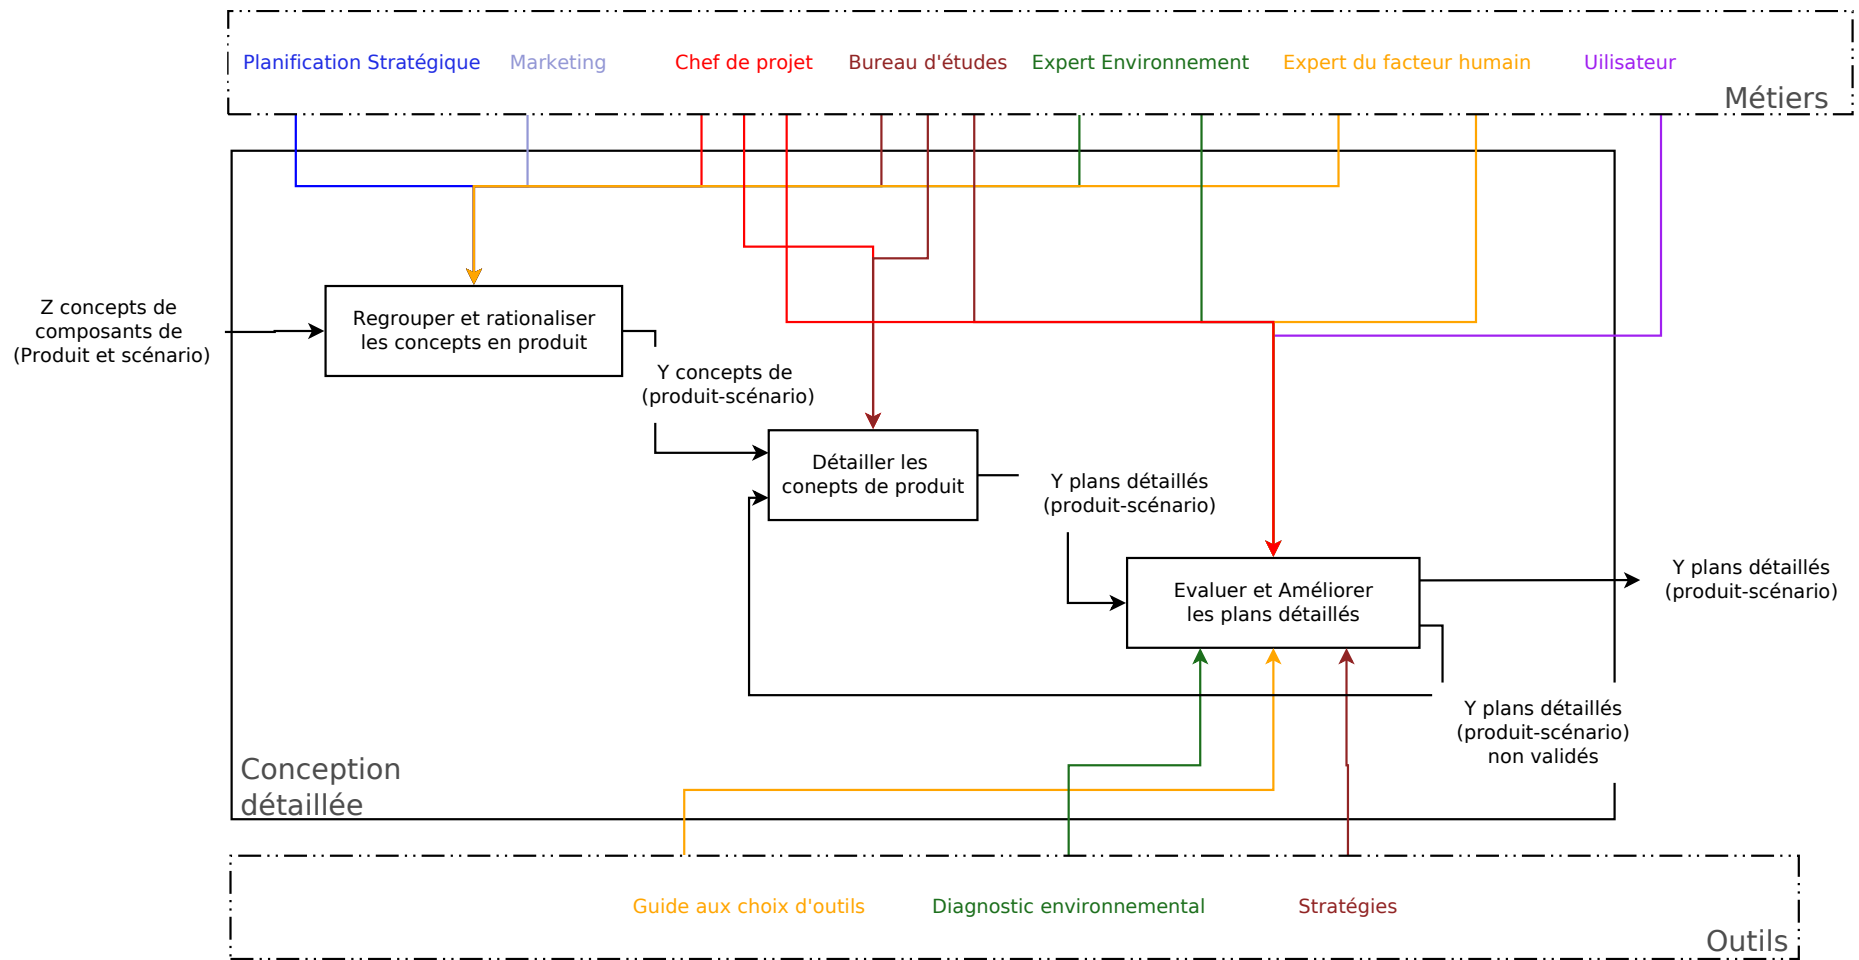 Planification Stratégique
Marketing
Chef de projet
Bureau d'études
Expert Environnement
Expert du facteur humain
Uilisateur
Métiers
Z concepts de
composants de
(Produit et scénario)
Regrouper et rationaliser
les concepts en produit
Y concepts de
(produit-scénario)
Détailler les
conepts de produit
Y plans détaillés
(produit-scénario)
Evaluer et Améliorer
les plans détaillés
Y plans détaillés
(produit-scénario)
Y plans détaillés
(produit-scénario)
non validés
Conception
détaillée
Guide aux choix d'outils
Diagnostic environnemental
Stratégies
Outils